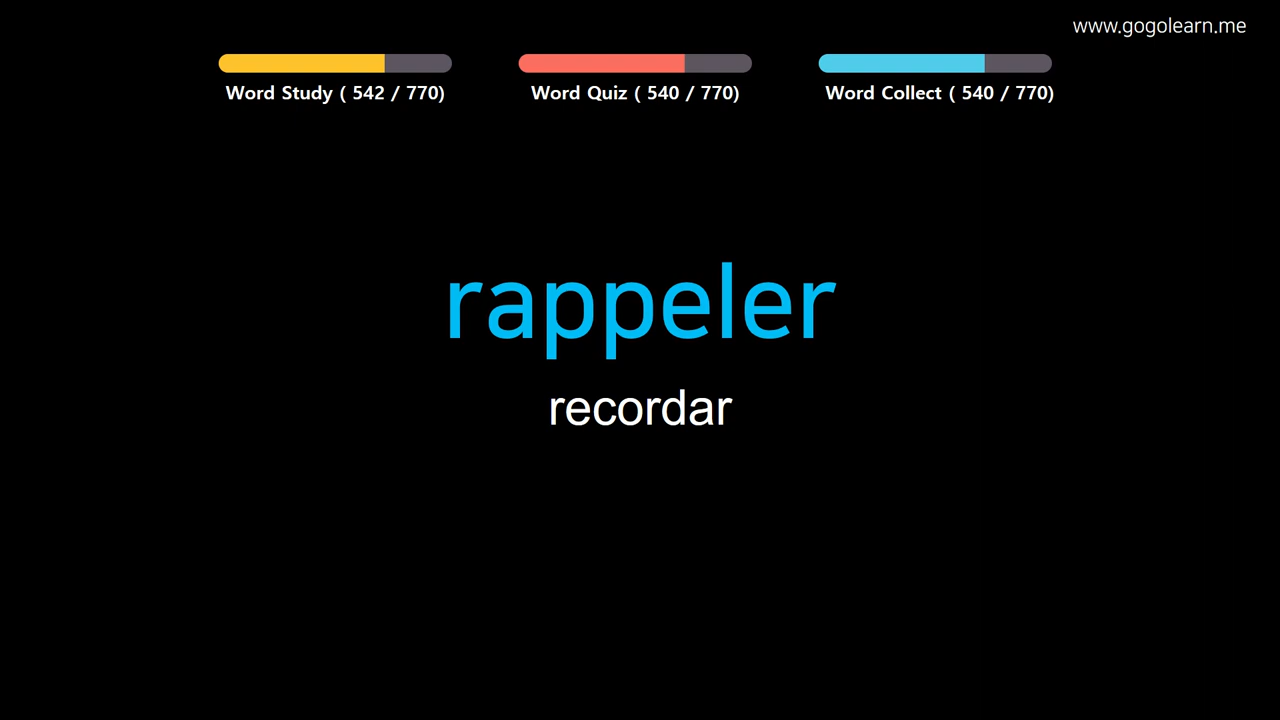 www.gogolearn.me
Word Study ( 542 / 770)
Word Quiz ( 540 / 770)
Word Collect ( 540 / 770)
rappeler
recordar